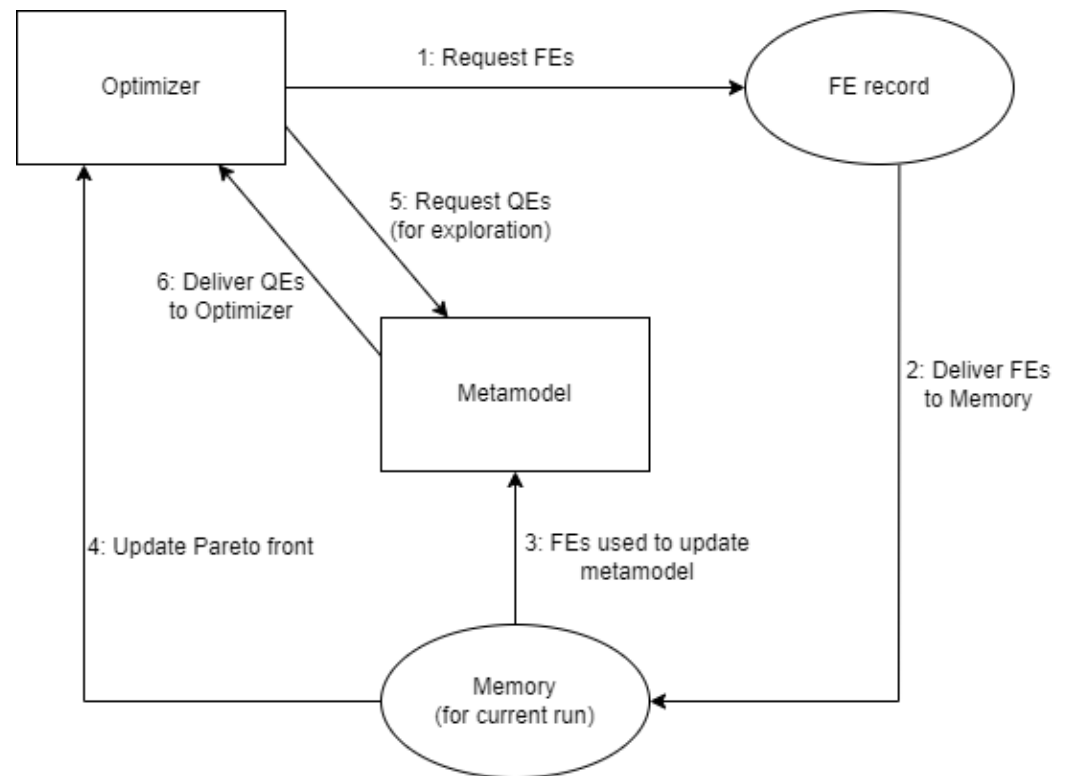 Optimizer
1: Request FEs
FE record
5: Request QEs
(for exploration)
6: Deliver QEs
to Optimizer
2: Deliver FEs
to Memory
Metamodel
4: Update Pareto front
3: FEs used to update
metamodel
Memory
(for current run)